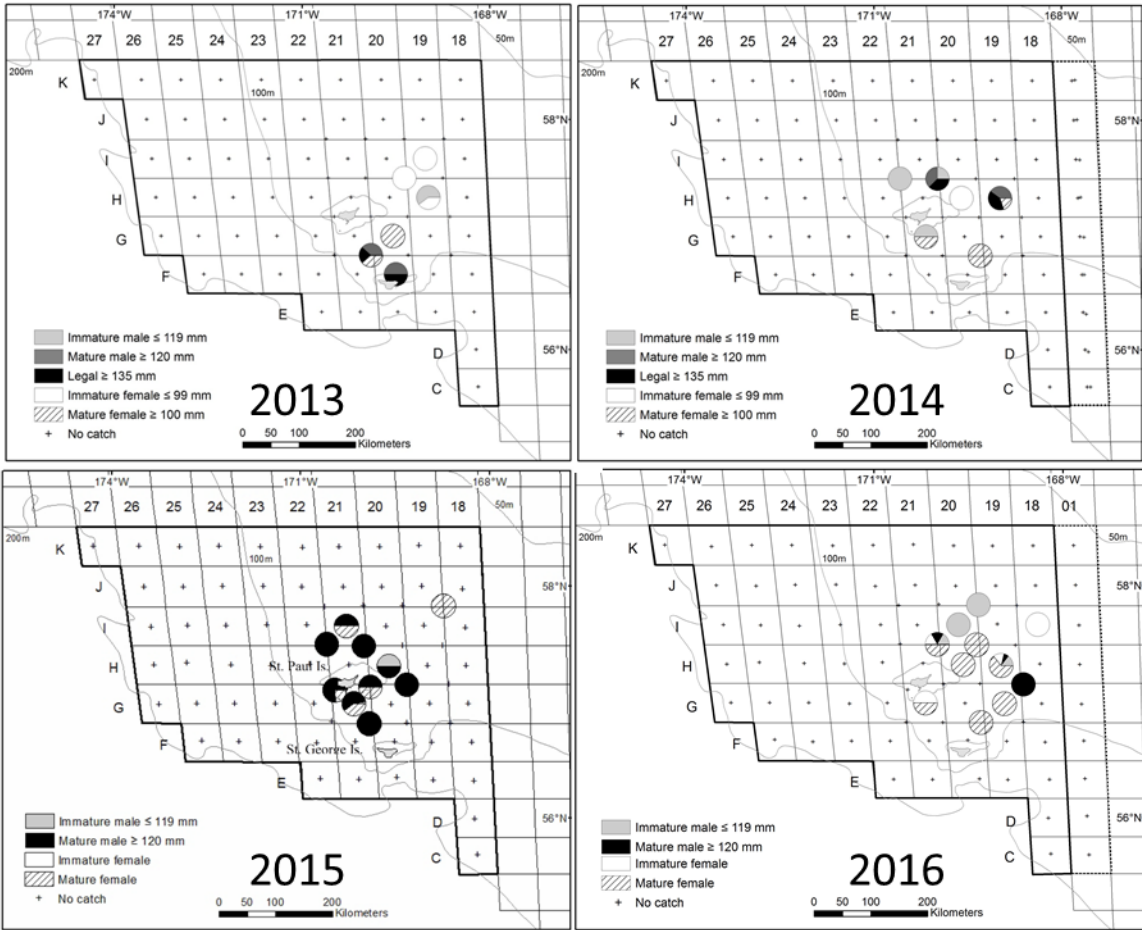 174°W 171°W 168°W
27 26 25 24 23 22 21 20 19 18 50m
200m
K
100m
J 58°N
I
H
G
F
E
Immature male ≤ 119 mm
Mature male ≥ 120 mm D 56°N
Legal ≥ 135 mm
Immature female ≤ 99 mm C
Mature female ≥ 100 mm 2013
+ No catch 0 50 100 200
Kilometers
174°W 171°W 168°W
27 26 25 24 23 22 21 20 19 18 50m
200m
K
100m
J 58°N
I
H
G
F
E
Immature male ≤ 119 mm
Mature male ≥ 120 mm D 56°N
Legal ≥ 135 mm
Immature female ≤ 99 mm C
Mature female ≥ 100 mm 2014
+ No catch 0 50 100 200
Kilometers
174°W 171°W 168°W
27 26 25 24 23 22 21 20 19 18 50m
200m
K
100m
J 58°N
I
H St. Paul Is.
G
F St. George Is.
E
Immature male ≤ 119 mm D 56°N
Mature male ≥ 120 mm
Immature female C
Mature female 2015
+ No catch 0 50 100 200
Kilometers
174°W 171°W 168°W
27 26 25 24 23 22 21 20 19 18 01
200m 50m
K
100m
J 58°N
I
H
G
F
E
Immature male ≤ 119 mm D 56°N
Mature male ≥ 120 mm
Immature female C
Mature female 2016
+ No catch 0 50 100 200
Kilometers